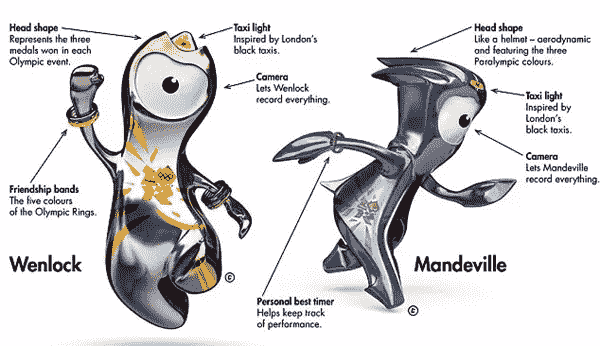 Head shape
Represents the three
medals won in each
Olympic event.
Taxi light
Inspired by London's
black taxis.
Camera
Lets Wenlock
record everything.
Friendship bands
The five colours
of the Olympic Rings.
Wenlock
©
Head shape
Like a helmet – aerodynamic
and featuring the three
Paralympic colours.
Taxi light
Inspired by
London's
black taxis.
Camera
Lets Mandeville
record everything.
Personal best timer
Helps keep track
of performance.
Mandeville
©